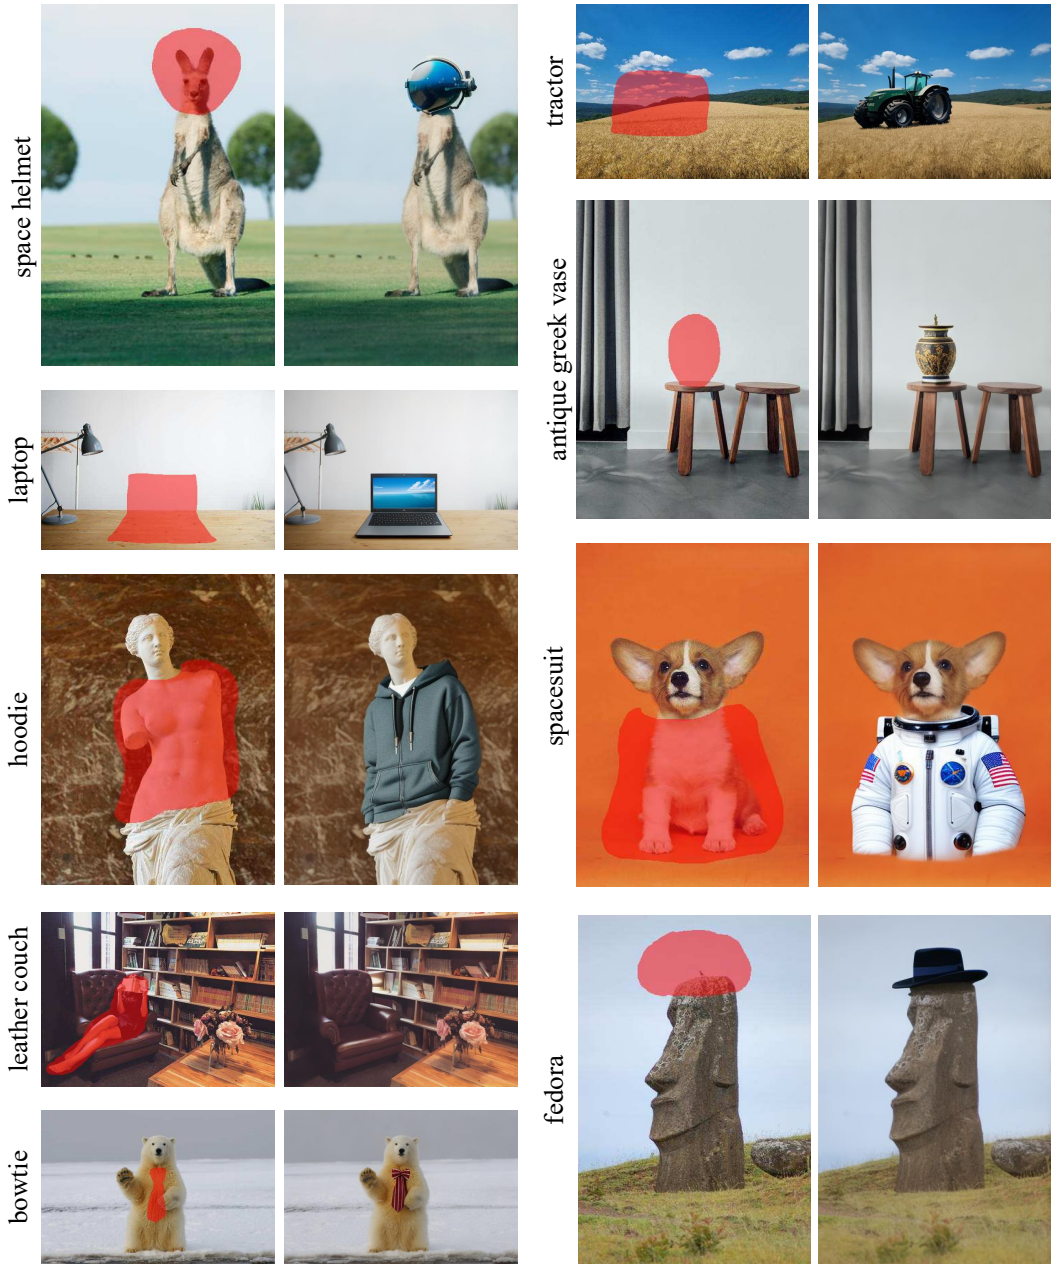 space helmet
laptop
hoodie
leather couch
bowtie
tractor
antique greek vase
spacesuit
fedora